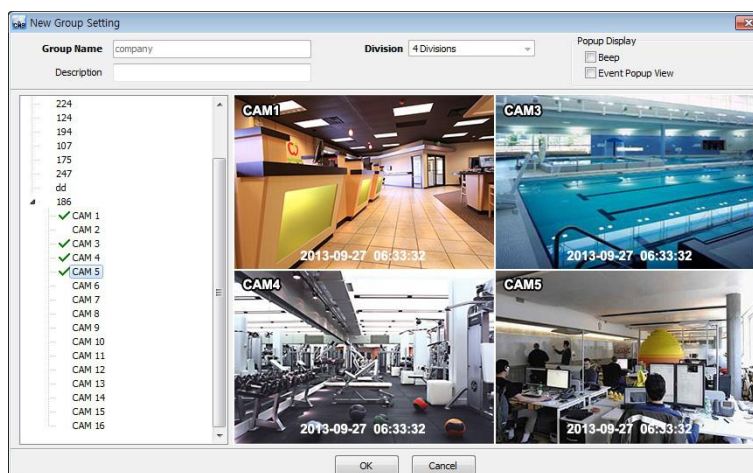 New Group Setting
Group Name company Division 4 Divisions Popup Display
Beep
Description Event Popup View
224
124
194
107
175
247
dd
186
CAM 1
CAM 2
CAM 3
CAM 4
CAM 5
CAM 6
CAM 7
CAM 8
CAM 9
CAM 10
CAM 11
CAM 12
CAM 13
CAM 14
CAM 15
CAM 16
CAM1
2013-09-27 06:33:32
CAM3
2013-09-27 06:33:32
CAM4
2013-09-27 06:33:32
CAM5
2013-09-27 06:33:32
OK Cancel